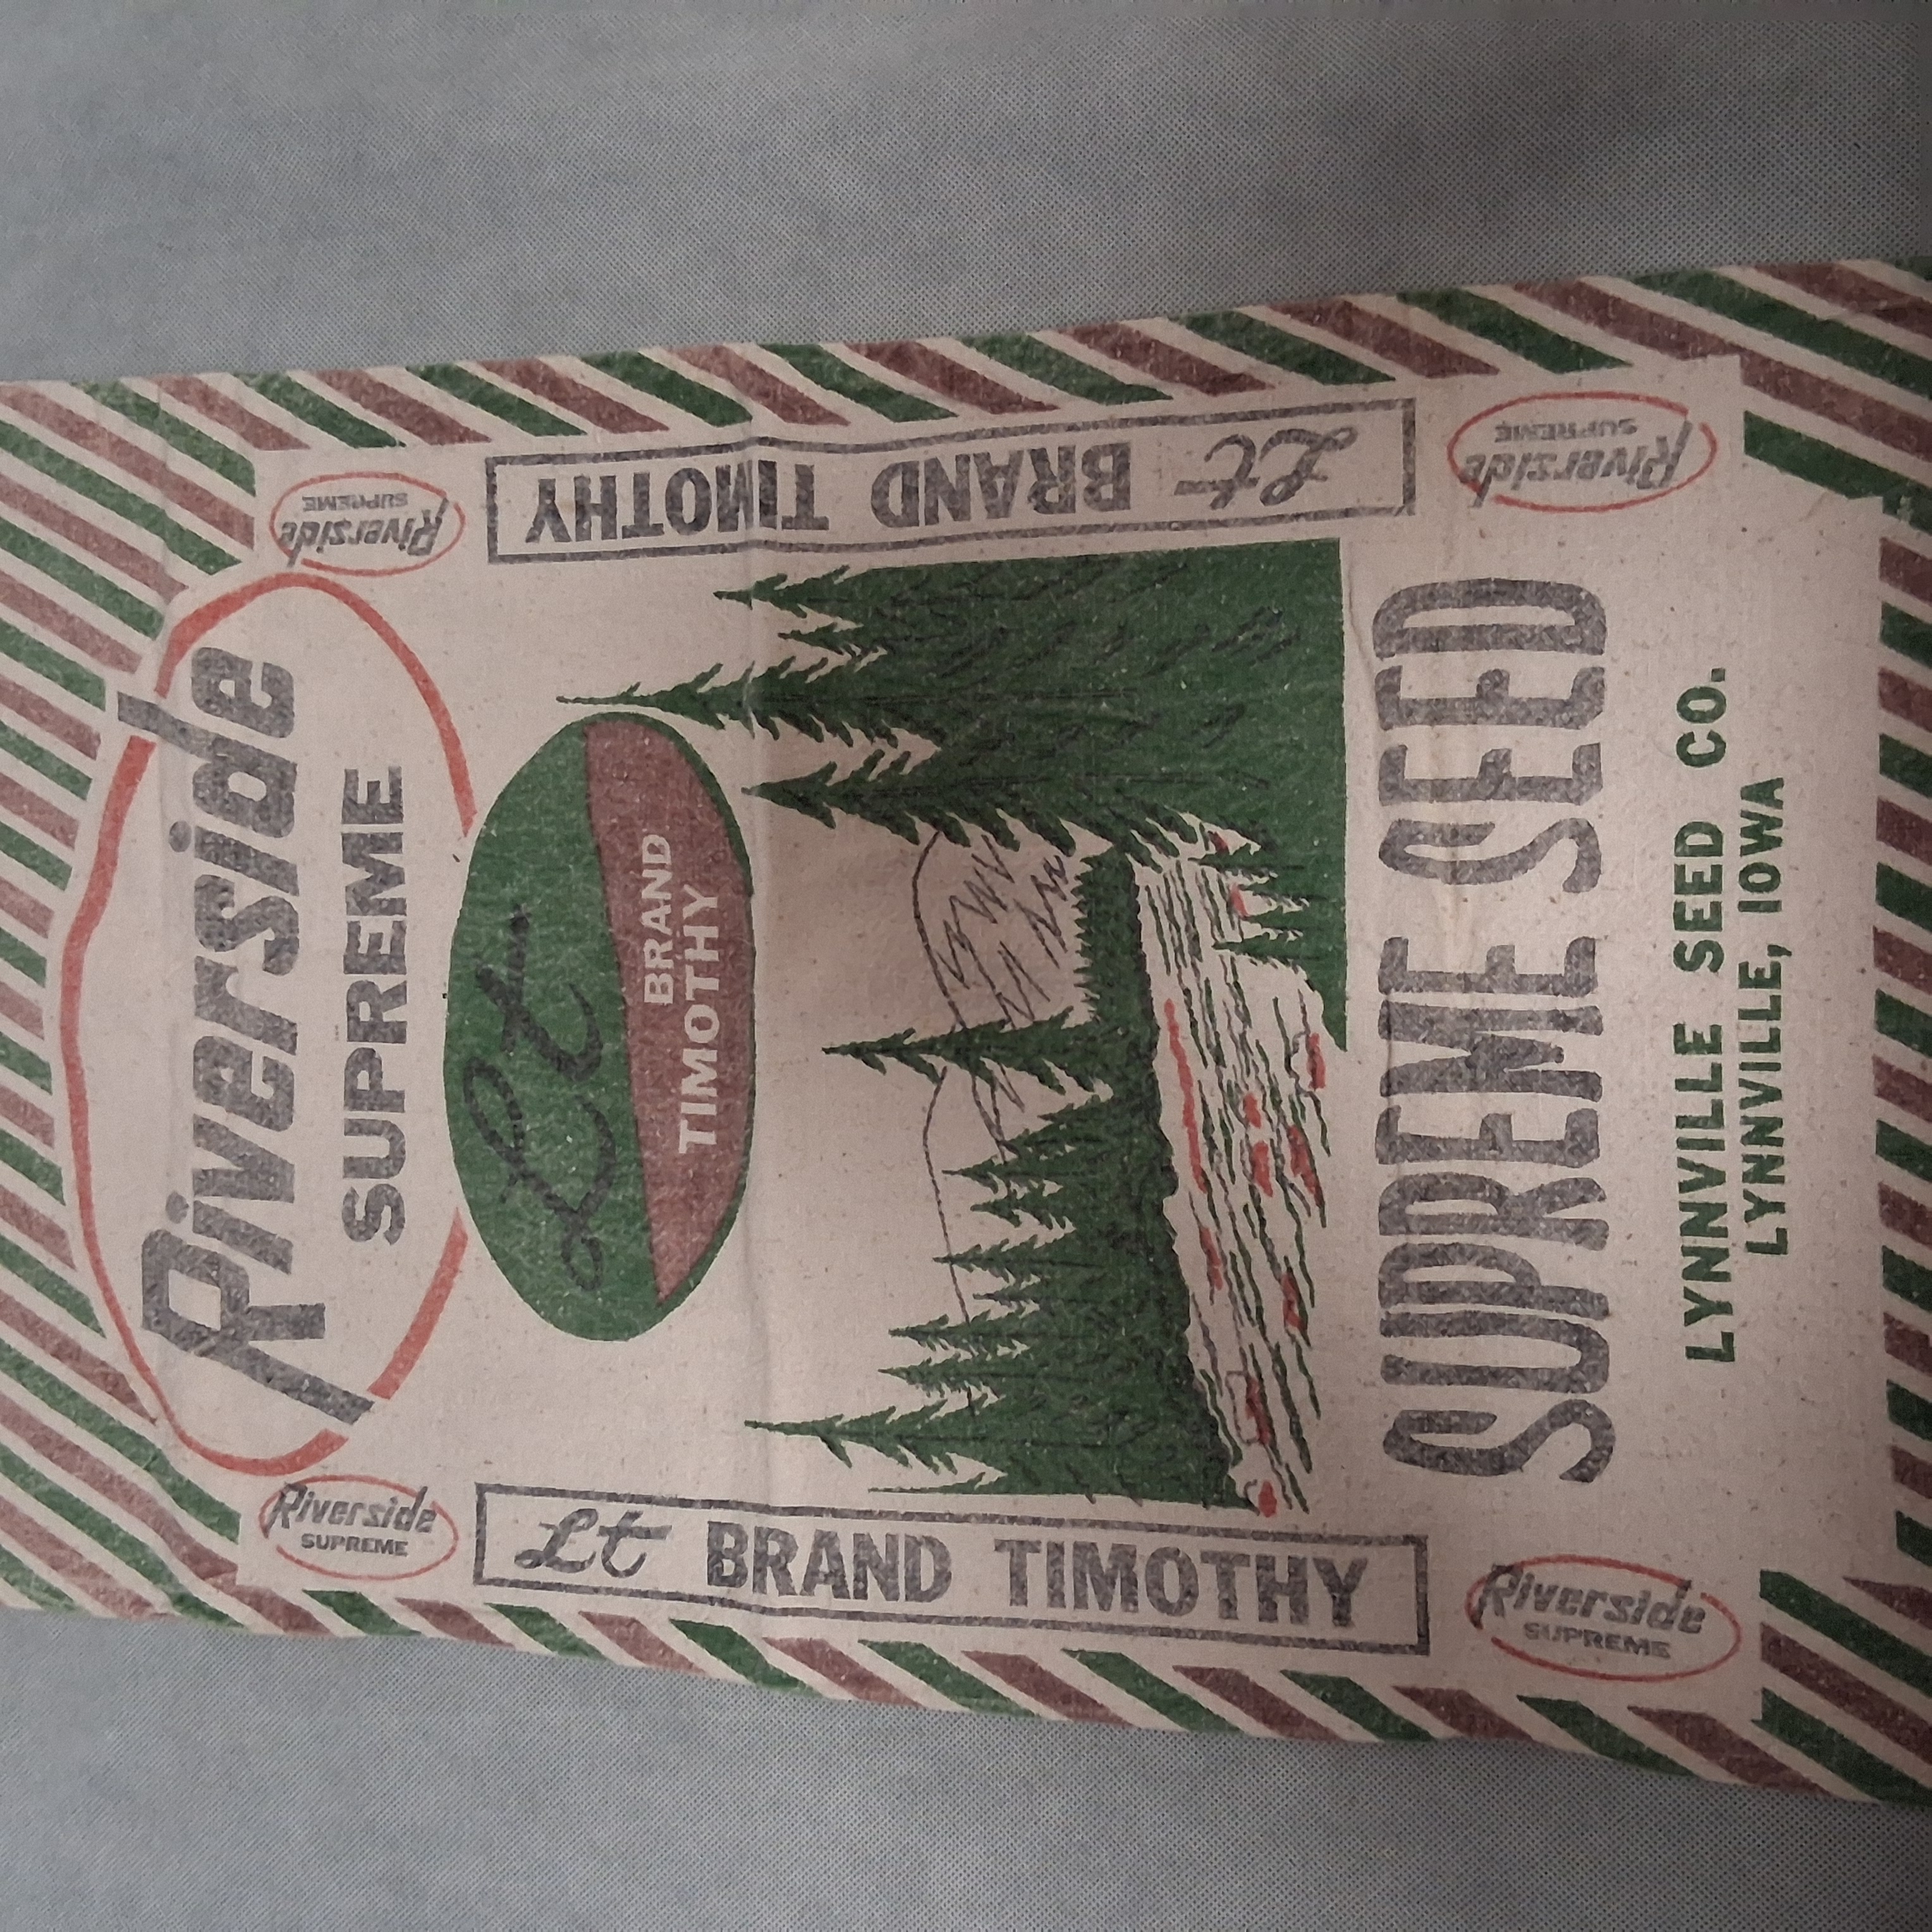 Riverside
SUPREME
Riverside
SUPREME
Riverside
SUPREME
Lt
BRAND
TIMOTHY
Lt BRAND TIMOTHY
Lt BRAND TIMOTHY
SUPREME SEED
Riverside
SUPREME
Riverside
SUPREME
LYNNVILLE SEED CO.
LYNNVILLE, IOWA